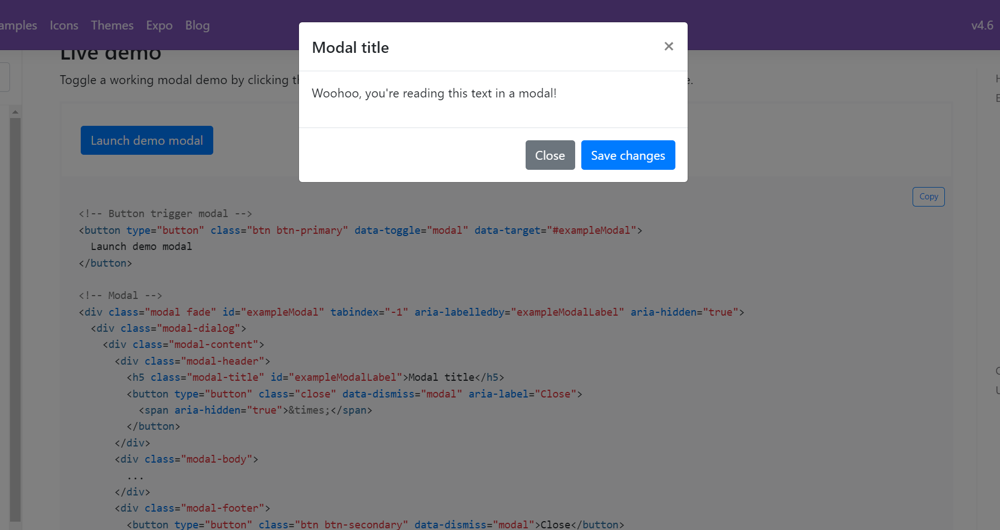 amples Icons Themes Expo Blog v4.6
Modal title ×
Live demo
Toggle a working modal demo by clicking
Woohoo, you're reading this text in a modal!
Launch demo modal
Close Save changes
Copy
<!-- Button trigger modal -->
<button type="button" class="btn btn-primary" data-toggle="modal" data-target="#exampleModal">
  Launch demo modal
</button>
<!-- Modal -->
<div class="modal fade" id="exampleModal" tabindex="-1" aria-labelledby="exampleModalLabel" aria-hidden="true">
  <div class="modal-dialog">
    <div class="modal-content">
      <div class="modal-header">
        <h5 class="modal-title" id="exampleModalLabel">Modal title</h5>
        <button type="button" class="close" data-dismiss="modal" aria-label="Close">
          <span aria-hidden="true">&times;</span>
        </button>
      </div>
      <div class="modal-body">
        ...
      </div>
      <div class="modal-footer">
        <button type="button" class="btn btn-secondary" data-dismiss="modal">Close</button>